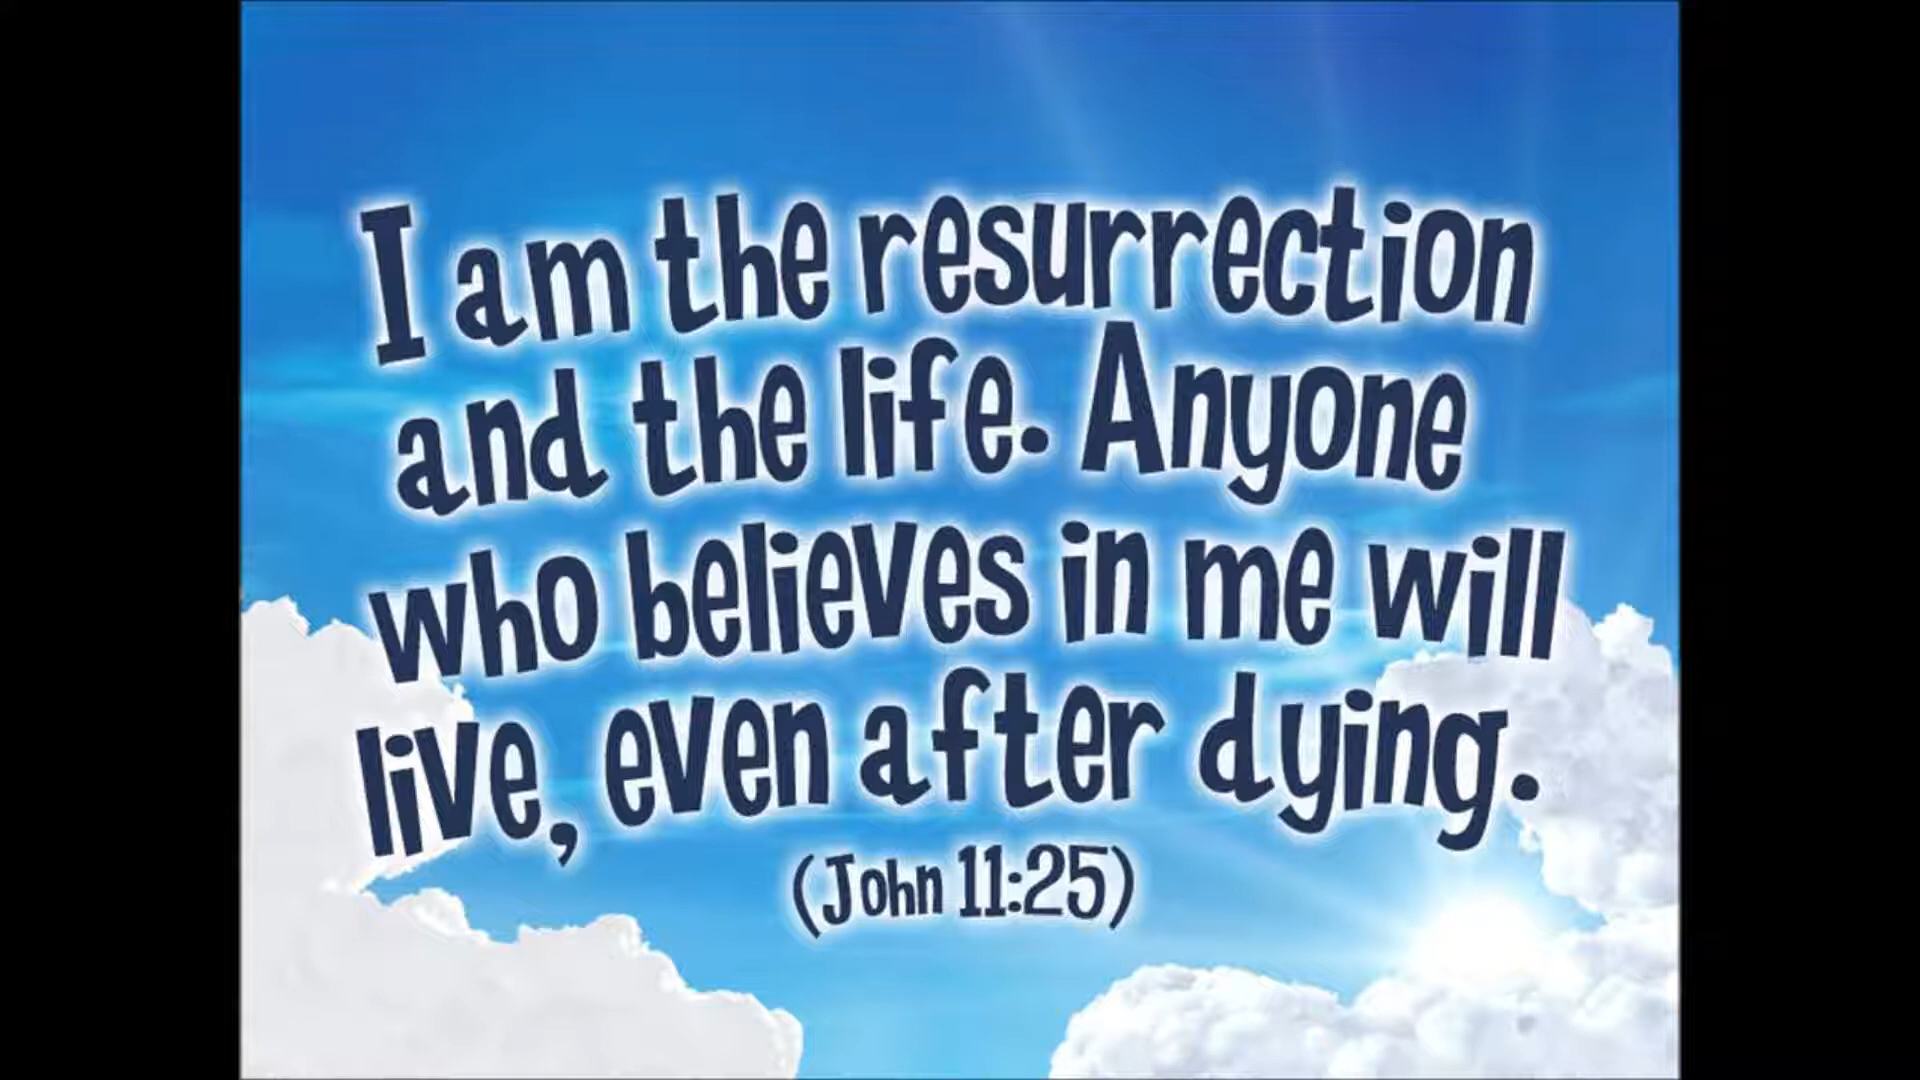 I am the resurrection
and the life. Anyone
who believes in me will
live, even after dying.
(John 11:25)